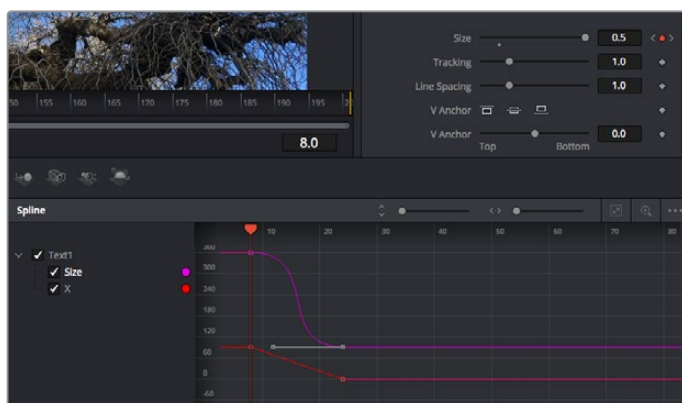 Size 0.5
Tracking 1.0
Line Spacing 1.0
V Anchor
V Anchor 0.0
Top Bottom
50 155 160 165 170 175 180 185 190 195
8.0
Spline
10 20 30 40 50 60 70 80
Text1
Size
X
360
300
240
180
120
60
0
-60